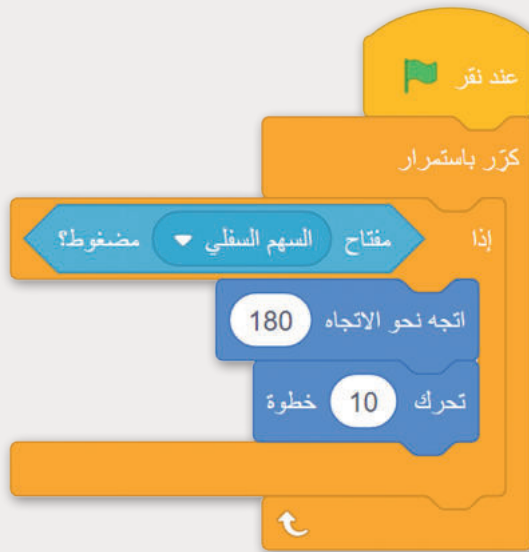 عند نقر
كرّر باستمرار
إذا مفتاح السهم السفلي مضغوط؟
اتجه نحو الاتجاه 180
تحرك 10 خطوة